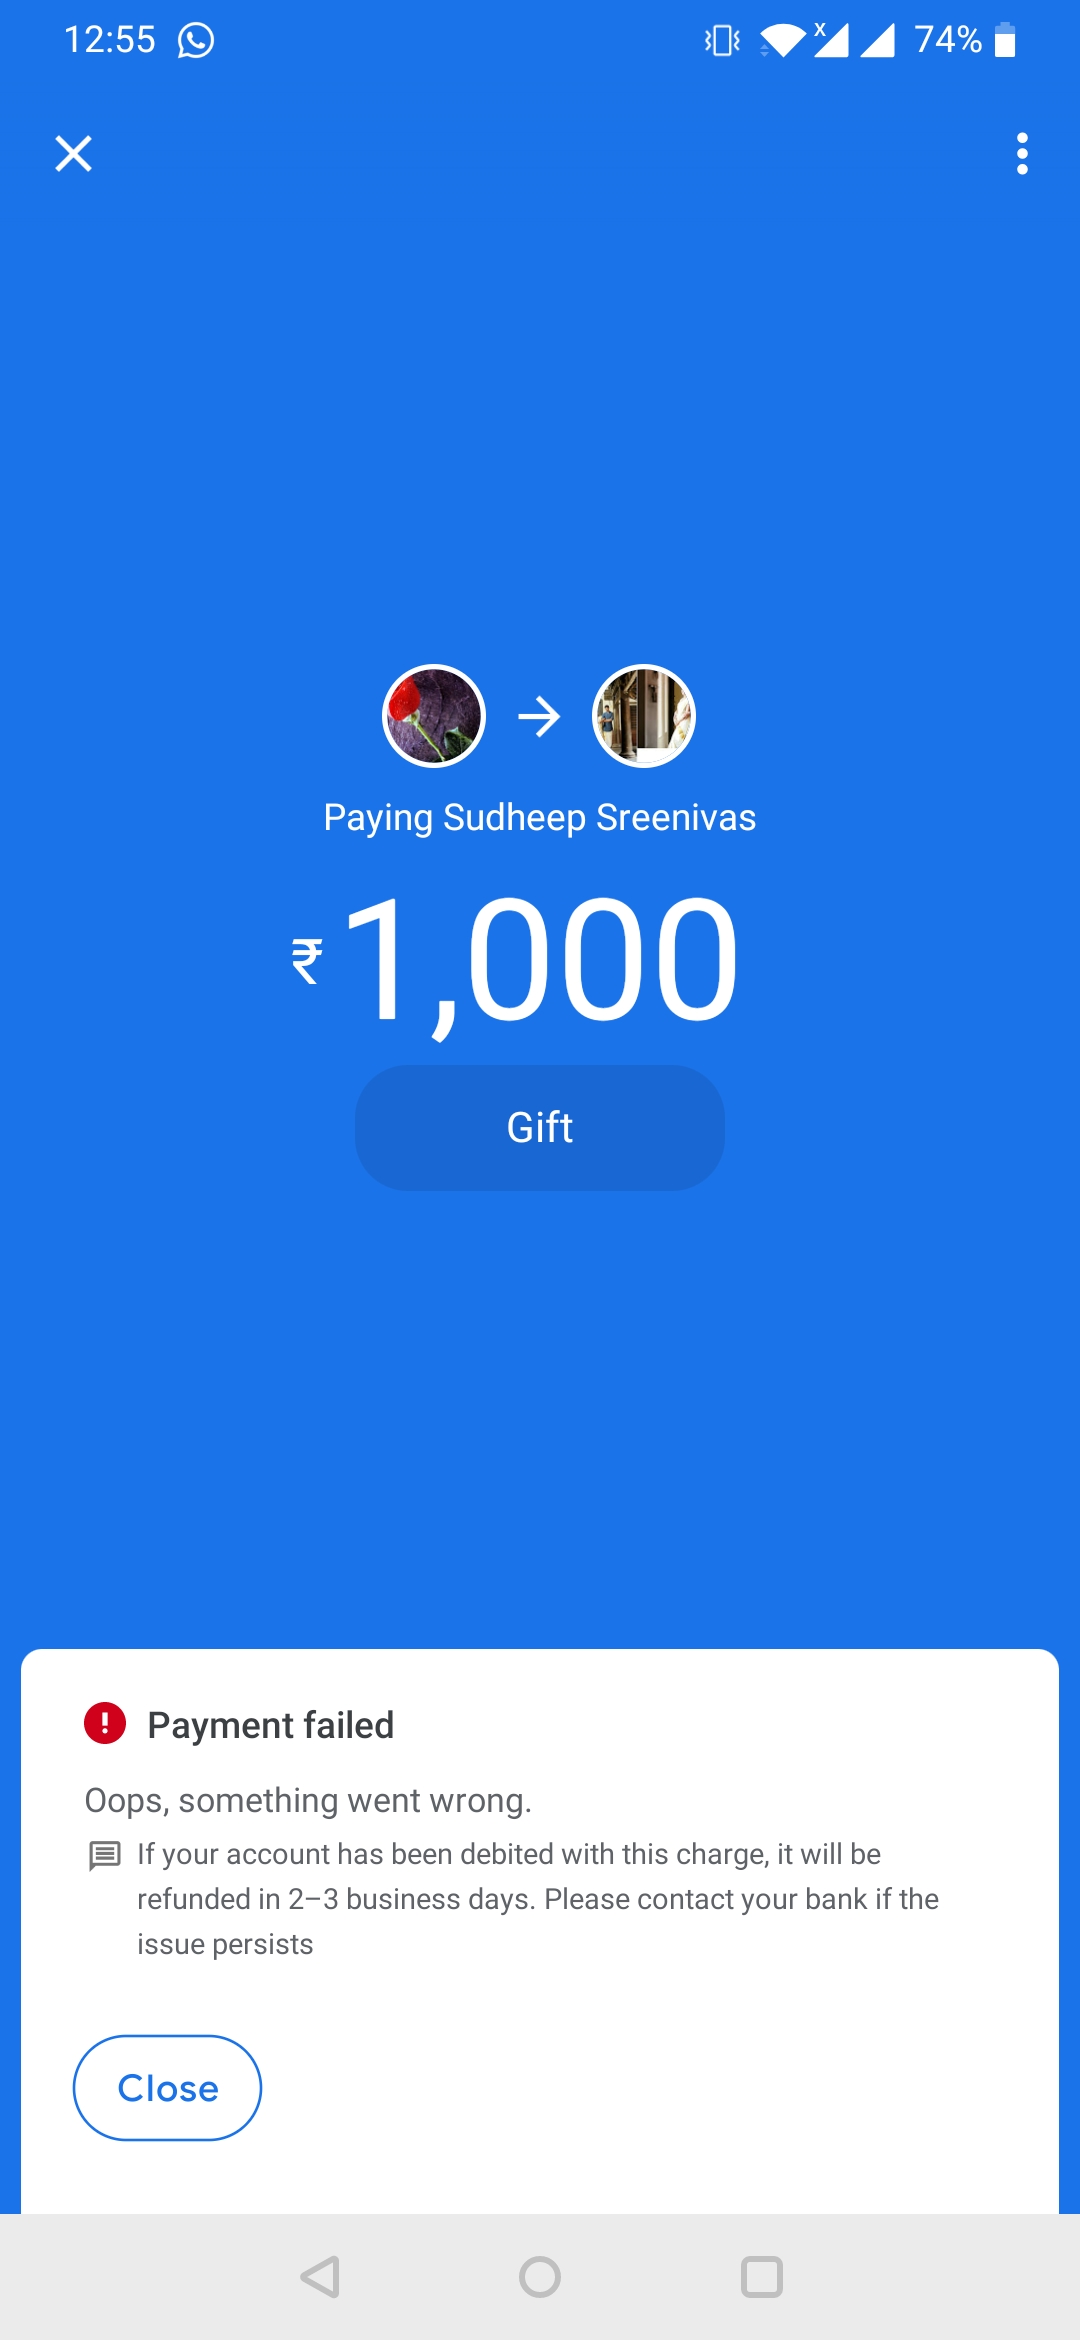 12:55
x
74%
Paying Sudheep Sreenivas
₹1,000
Gift
Payment failed
Oops, something went wrong.
If your account has been debited with this charge, it will be
refunded in 2–3 business days. Please contact your bank if the
issue persists
Close